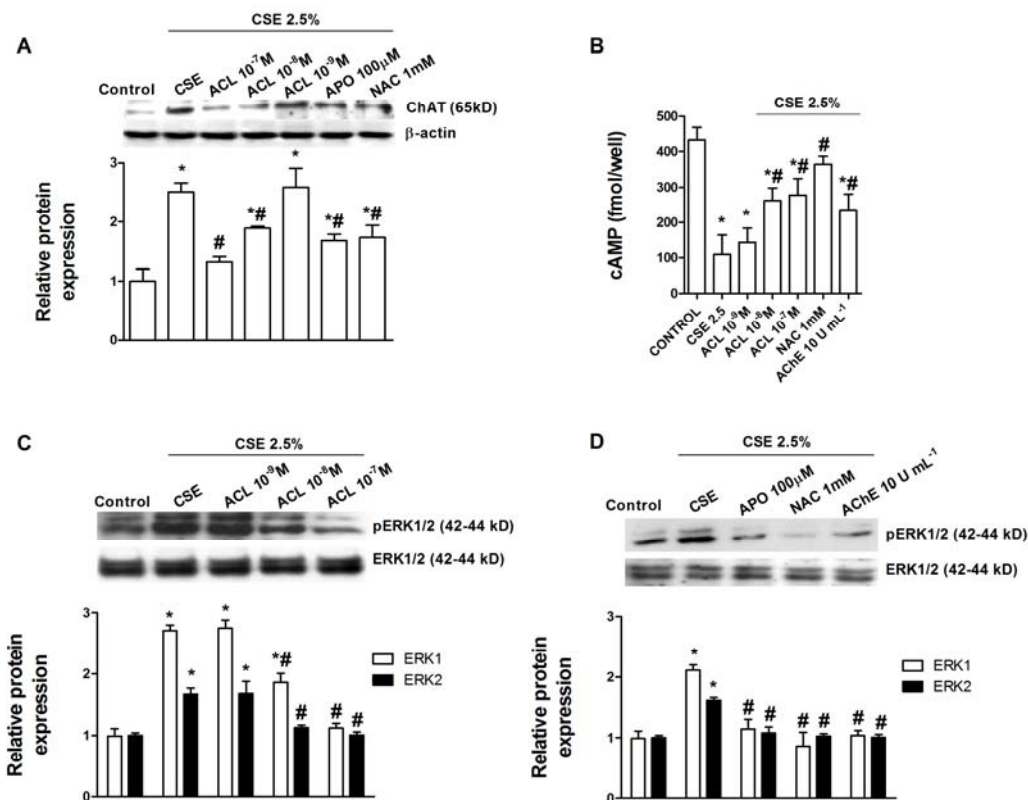 A
CSE 2.5%
Control CSE ACL 10⁻⁷M ACL 10⁻⁸M ACL 10⁻⁹M APO 100μM NAC 1mM
ChAT (65kD)
β-actin
Relative protein expression
3
2
1
0
* # *# * *# *#
B
CSE 2.5%
cAMP (fmol/well)
500
400
300
200
100
0
* * *# *# # *#
CONTROL CSE 2.5 ACL 10⁻⁹M ACL 10⁻⁸M ACL 10⁻⁷M NAC 1mM AChE 10 U mL⁻¹
C
CSE 2.5%
Control CSE ACL 10⁻⁹M ACL 10⁻⁸M ACL 10⁻⁷M
pERK1/2 (42-44 kD)
ERK1/2 (42-44 kD)
Relative protein expression
3
2
1
0
* * * * *# # # #
ERK1
ERK2
D
CSE 2.5%
Control CSE APO 100μM NAC 1mM AChE 10 U mL⁻¹
pERK1/2 (42-44 kD)
ERK1/2 (42-44 kD)
Relative protein expression
3
2
1
0
* * # # # # # #
ERK1
ERK2